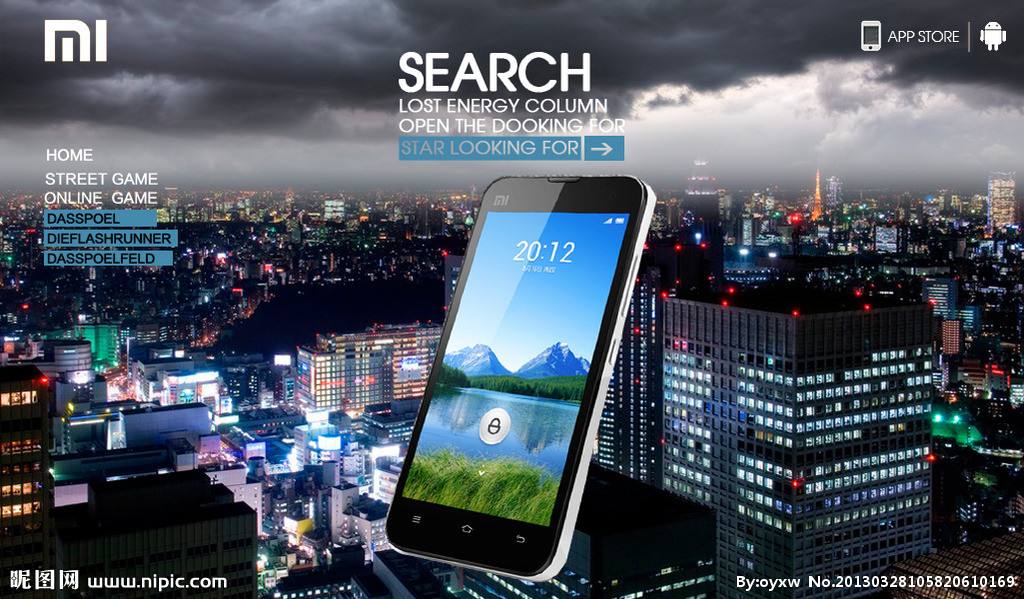 mi
APP STORE
SEARCH
LOST ENERGY COLUMN
OPEN THE DOOKING FOR
STAR LOOKING FOR
HOME
STREET GAME
ONLINE GAME
DASSPOEL
DIEFLASHRUNNER
DASSPOELFELD
mi
20:12
昵图网 www.nipic.com
By:oyxw No.20130328105820610169